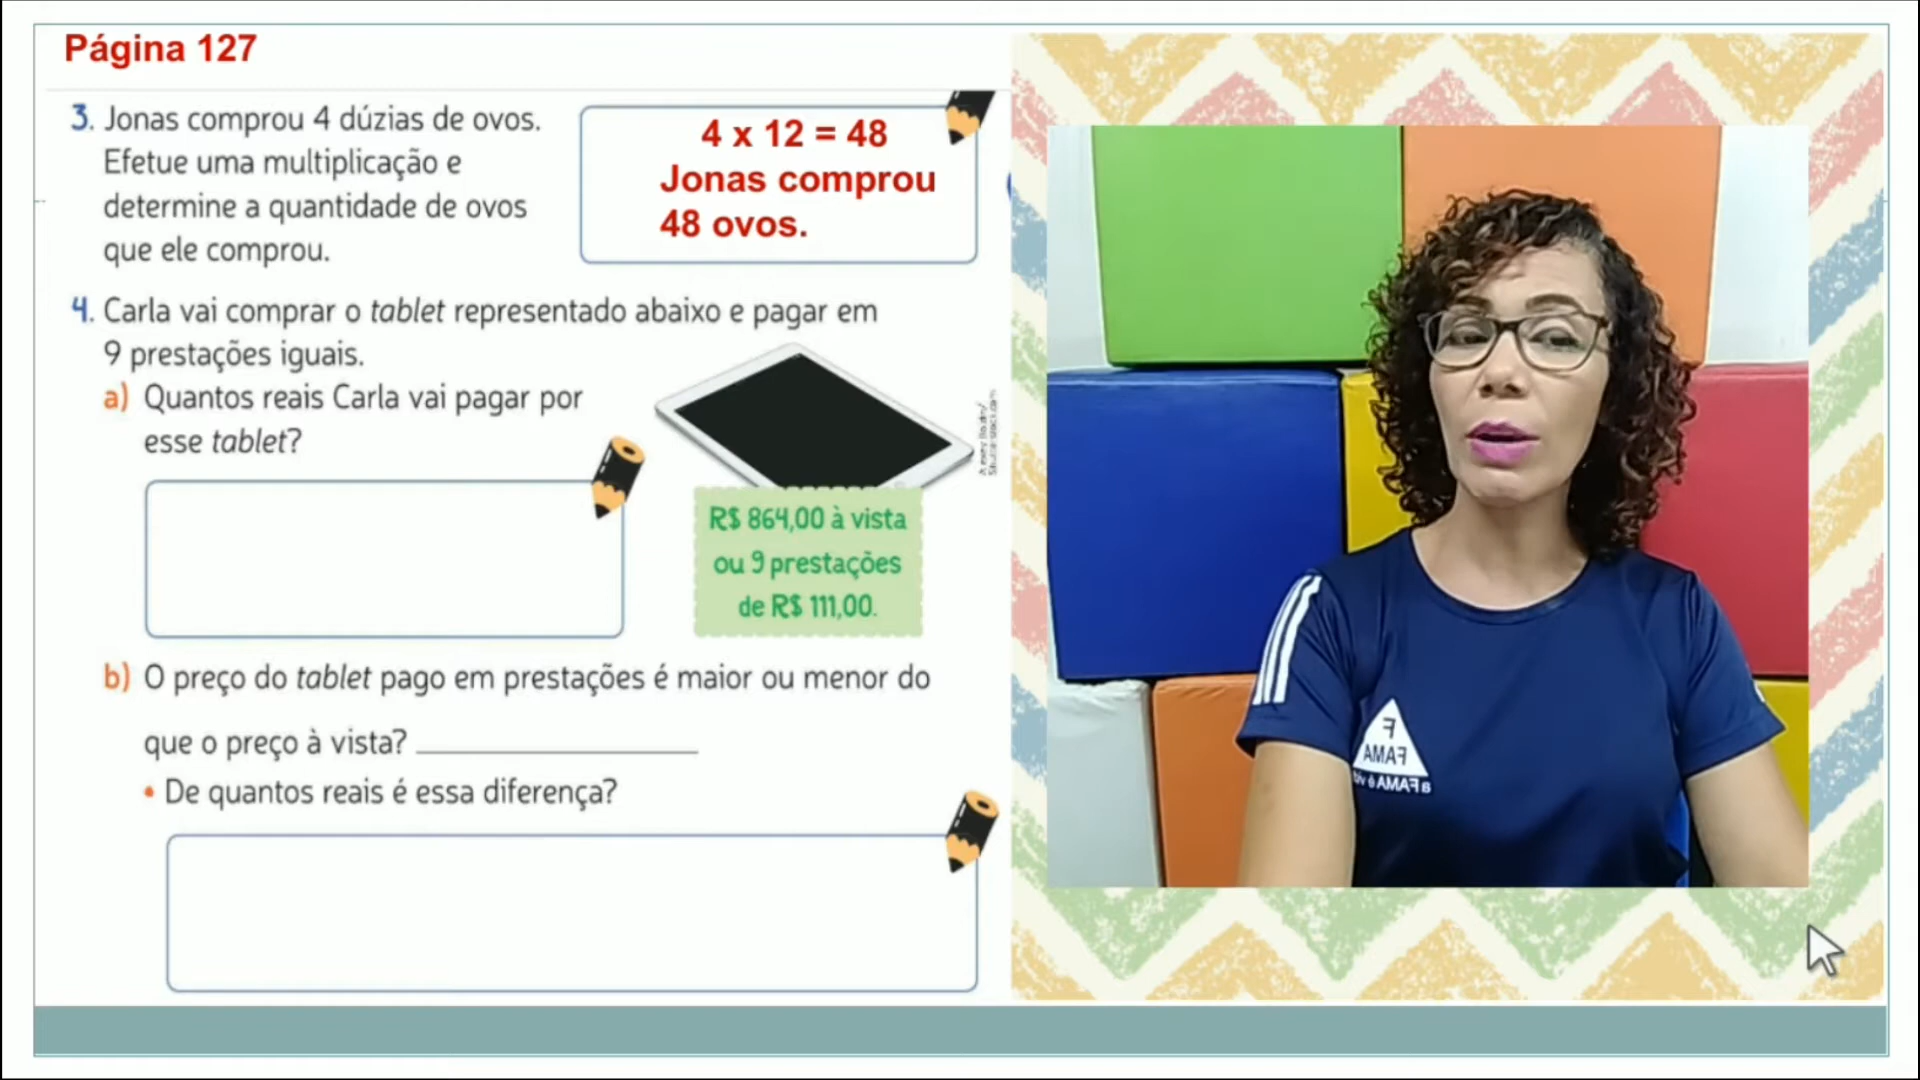 Página 127
3. Jonas comprou 4 dúzias de ovos.
Efetue uma multiplicação e
determine a quantidade de ovos
que ele comprou.
4 x 12 = 48
Jonas comprou
48 ovos.
4. Carla vai comprar o tablet representado abaixo e pagar em
9 prestações iguais.
a) Quantos reais Carla vai pagar por
esse tablet?
R$ 864,00 à vista
ou 9 prestações
de R$ 111,00.
b) O preço do tablet pago em prestações é maior ou menor do
que o preço à vista?
• De quantos reais é essa diferença?
F
FAMA